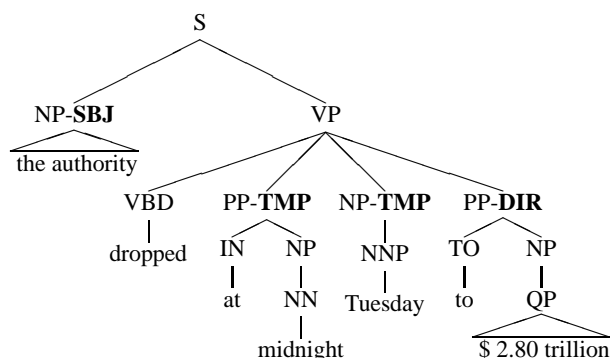 S
NP-SBJ VP
the authority
VBD PP-TMP NP-TMP PP-DIR
dropped IN NP NNP TO NP
at NN Tuesday to QP
midnight $ 2.80 trillion